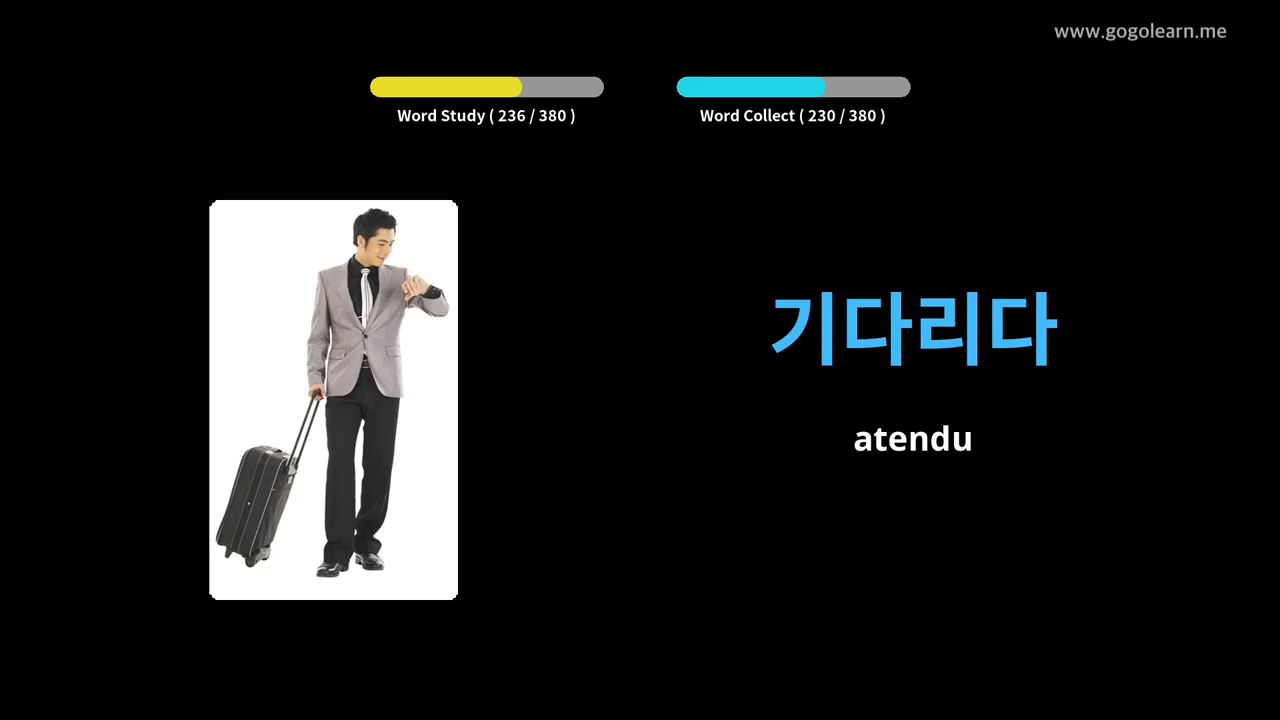 www.gogolearn.me
Word Study ( 236 / 380 )
Word Collect ( 230 / 380 )
기다리다
atendu